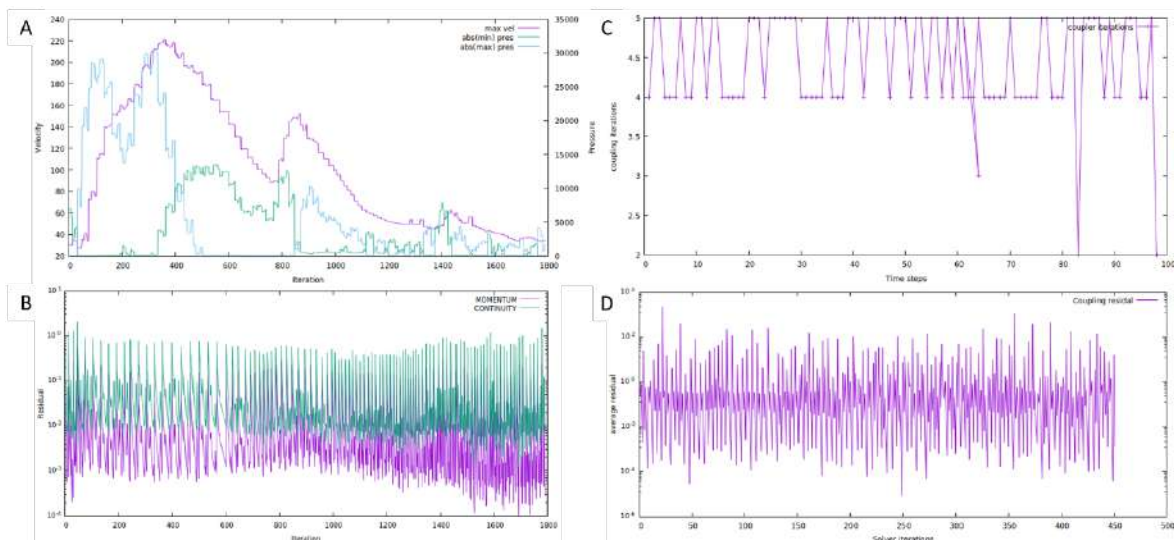 A
max vel
abs(min) pres
abs(max) pres
240
220
200
180
160
140
120
100
80
60
40
20
Velocity
35000
30000
25000
20000
15000
10000
5000
0
Pressure
0 200 400 600 800 1000 1200 1400 1600 1800
Iteration
B
MOMENTUM
CONTINUITY
Residual
0 200 400 600 800 1000 1200 1400 1600 1800
Iteration
C
coupler iterations
5
4.5
4
3.5
3
2.5
2
coupling iterations
0 10 20 30 40 50 60 70 80 90 100
Time steps
D
Coupling residal
average residual
0 50 100 150 200 250 300 350 400 450 500
Solver iterations